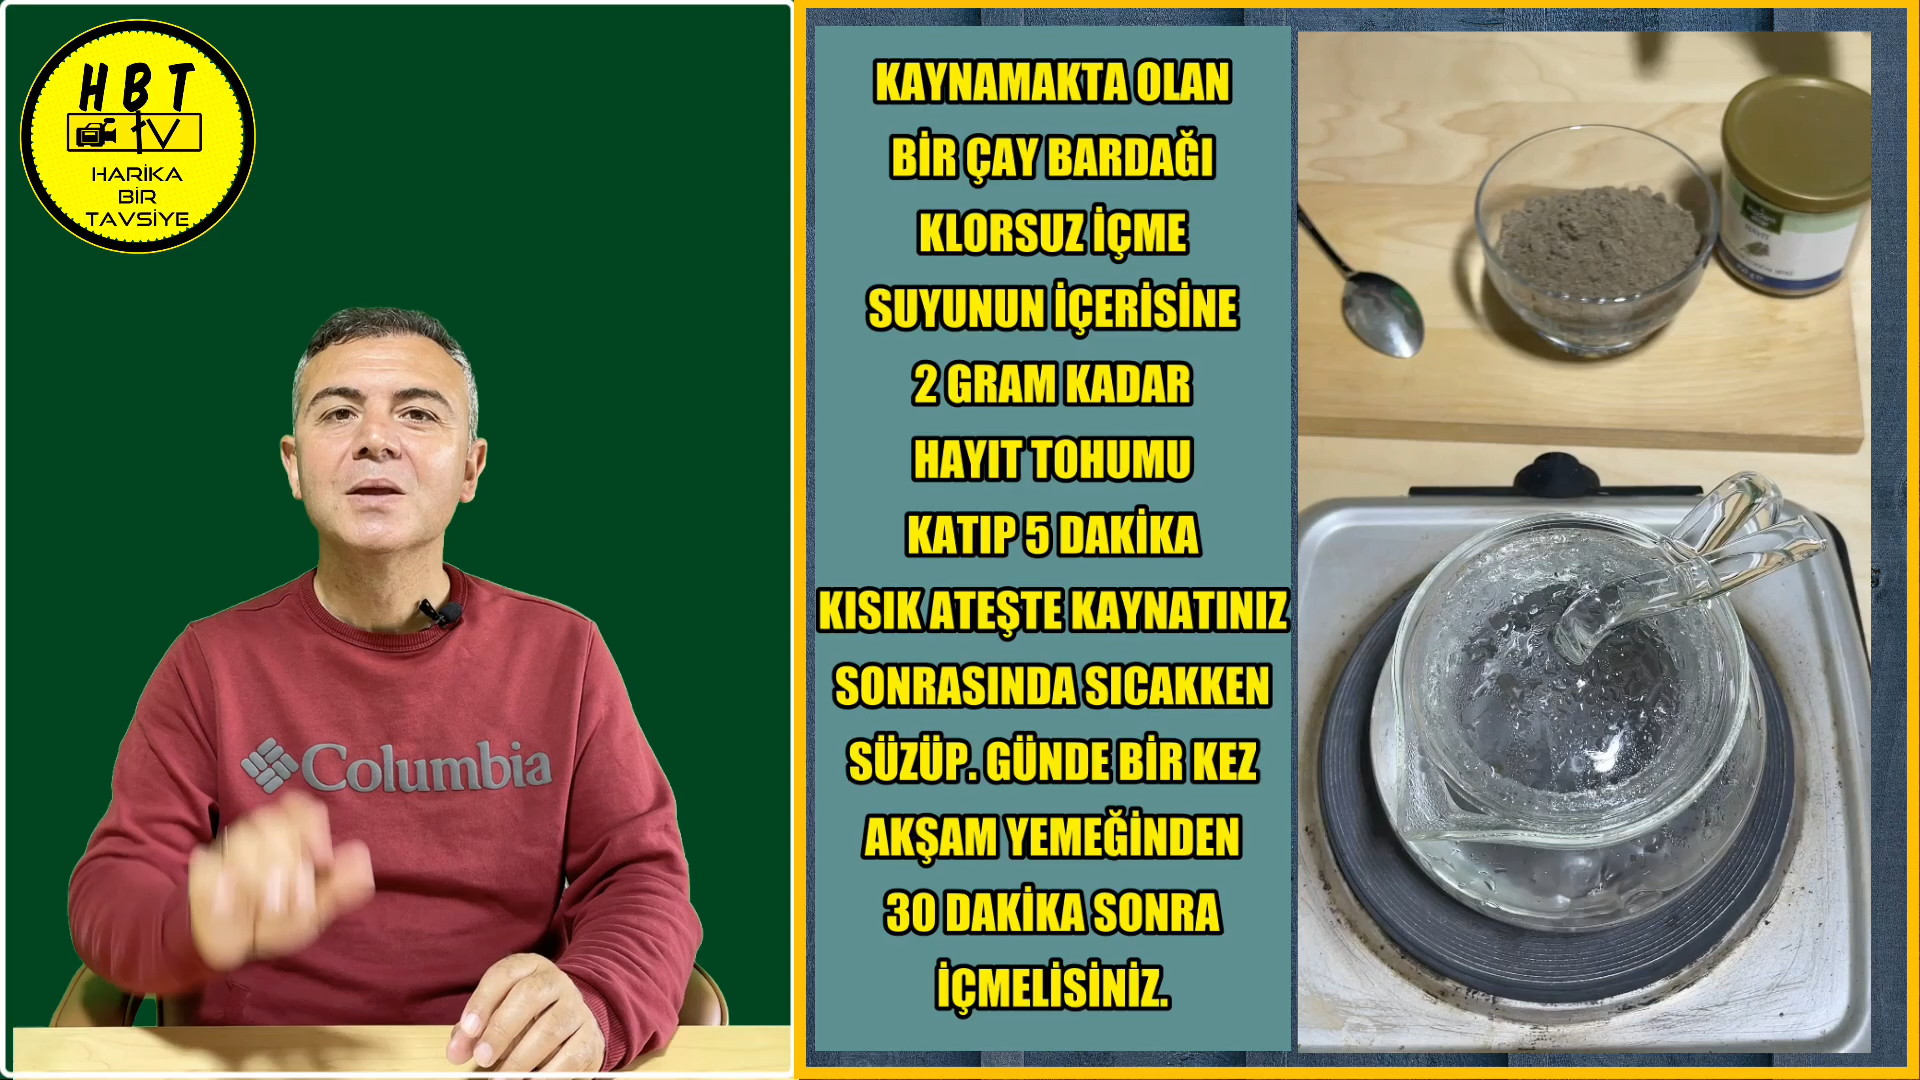 HBT
TV
HARİKA
BİR
TAVSİYE
Columbia
KAYNAMAKTA OLAN
BİR ÇAY BARDAĞI
KLORSUZ İÇME
SUYUNUN İÇERİSİNE
2 GRAM KADAR
HAYIT TOHUMU
KATIP 5 DAKİKA
KISIK ATEŞTE KAYNATINIZ
SONRASINDA SICAKKEN
SÜZÜP. GÜNDE BİR KEZ
AKŞAM YEMEĞİNDEN
30 DAKİKA SONRA
İÇMELİSİNİZ.
HAYIT